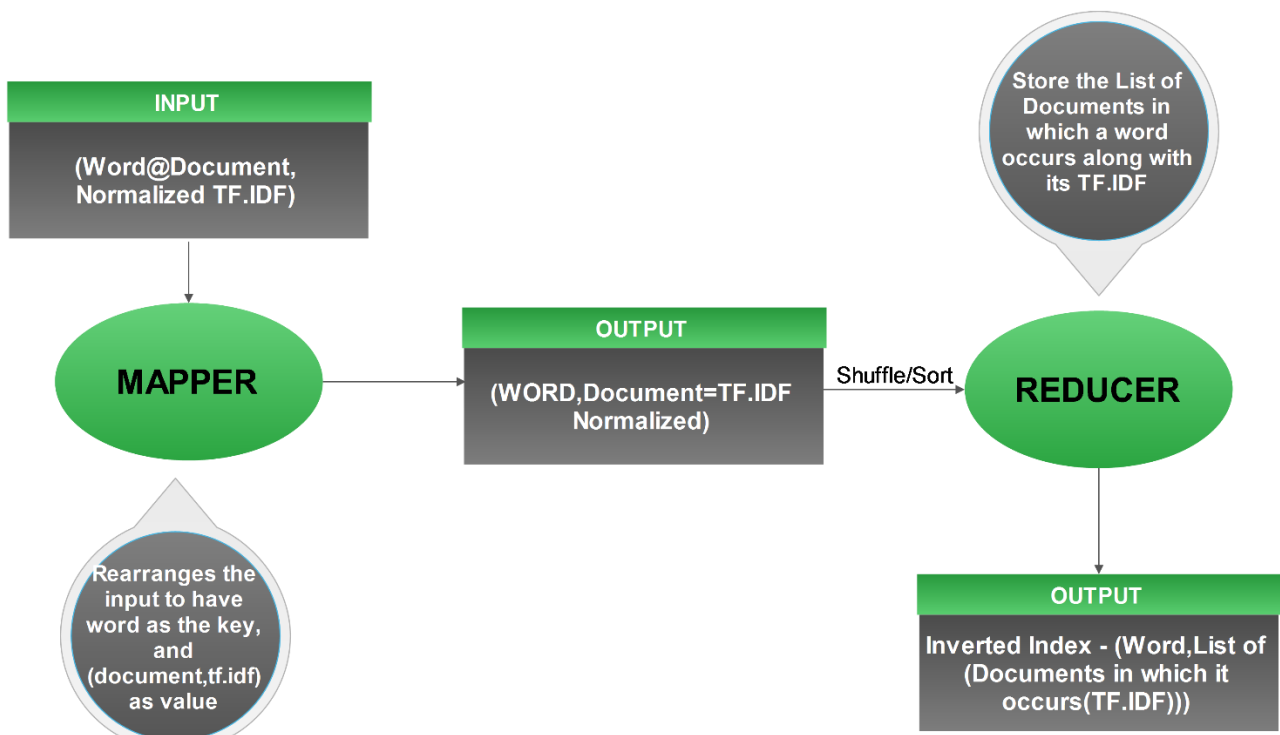 INPUT
(Word@Document,
Normalized TF.IDF)
MAPPER
Rearranges the
input to have
word as the key,
and
(document,tf.idf)
as value
OUTPUT
(WORD,Document=TF.IDF
Normalized)
Shuffle/Sort
Store the List of
Documents in
which a word
occurs along with
its TF.IDF
REDUCER
OUTPUT
Inverted Index - (Word,List of
(Documents in which it
occurs(TF.IDF)))